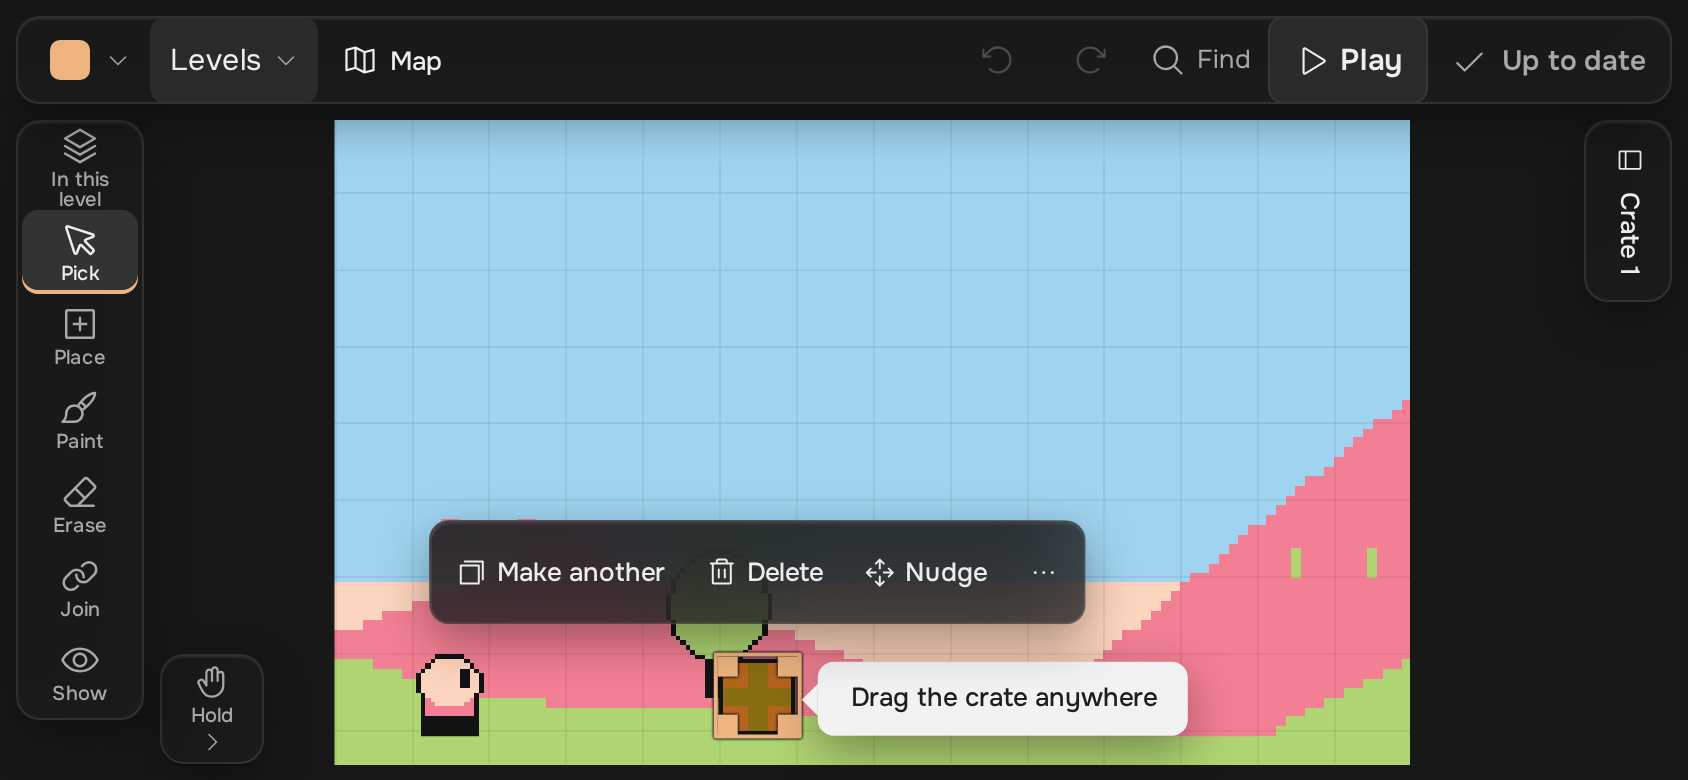 Levels
Map
Find
Play
Up to date
In this
level
Pick
Place
Paint
Erase
Join
Show
Hold
Make another
Delete
Nudge
Drag the crate anywhere
Crate 1